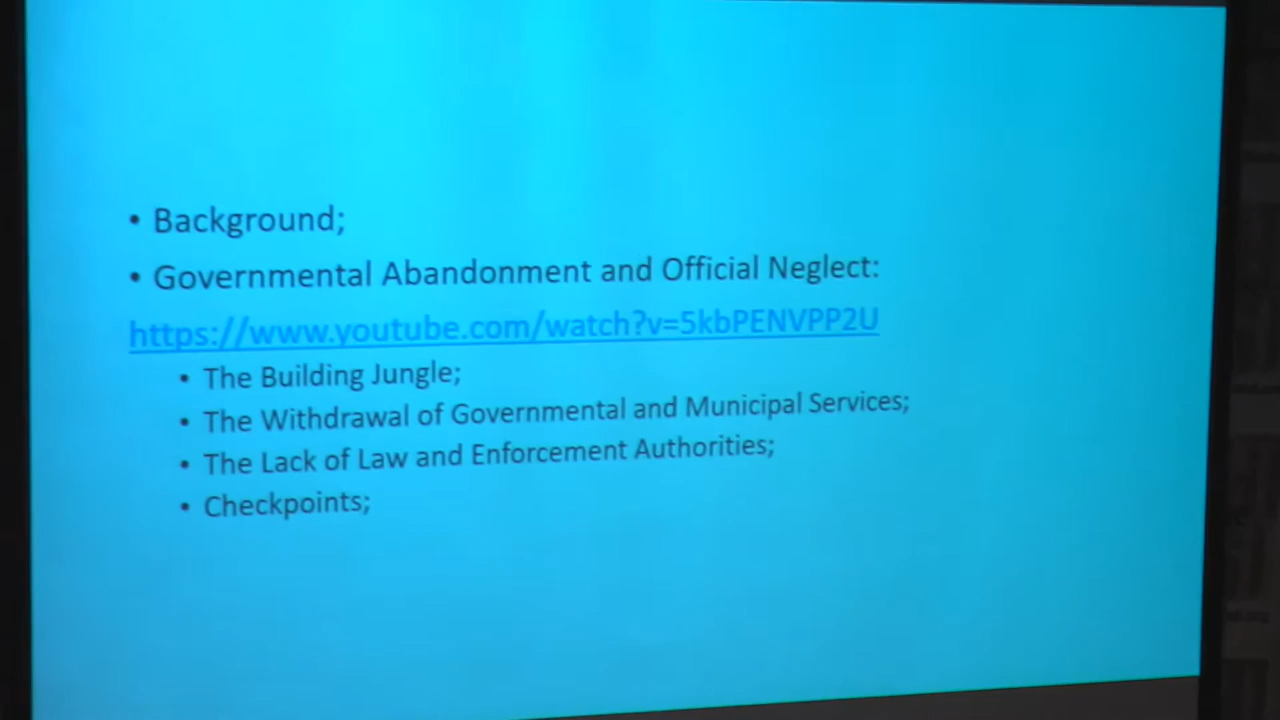 • Background;
• Governmental Abandonment and Official Neglect:
https://www.youtube.com/watch?v=5kbPENVPP2U
• The Building Jungle;
• The Withdrawal of Governmental and Municipal Services;
• The Lack of Law and Enforcement Authorities;
• Checkpoints;